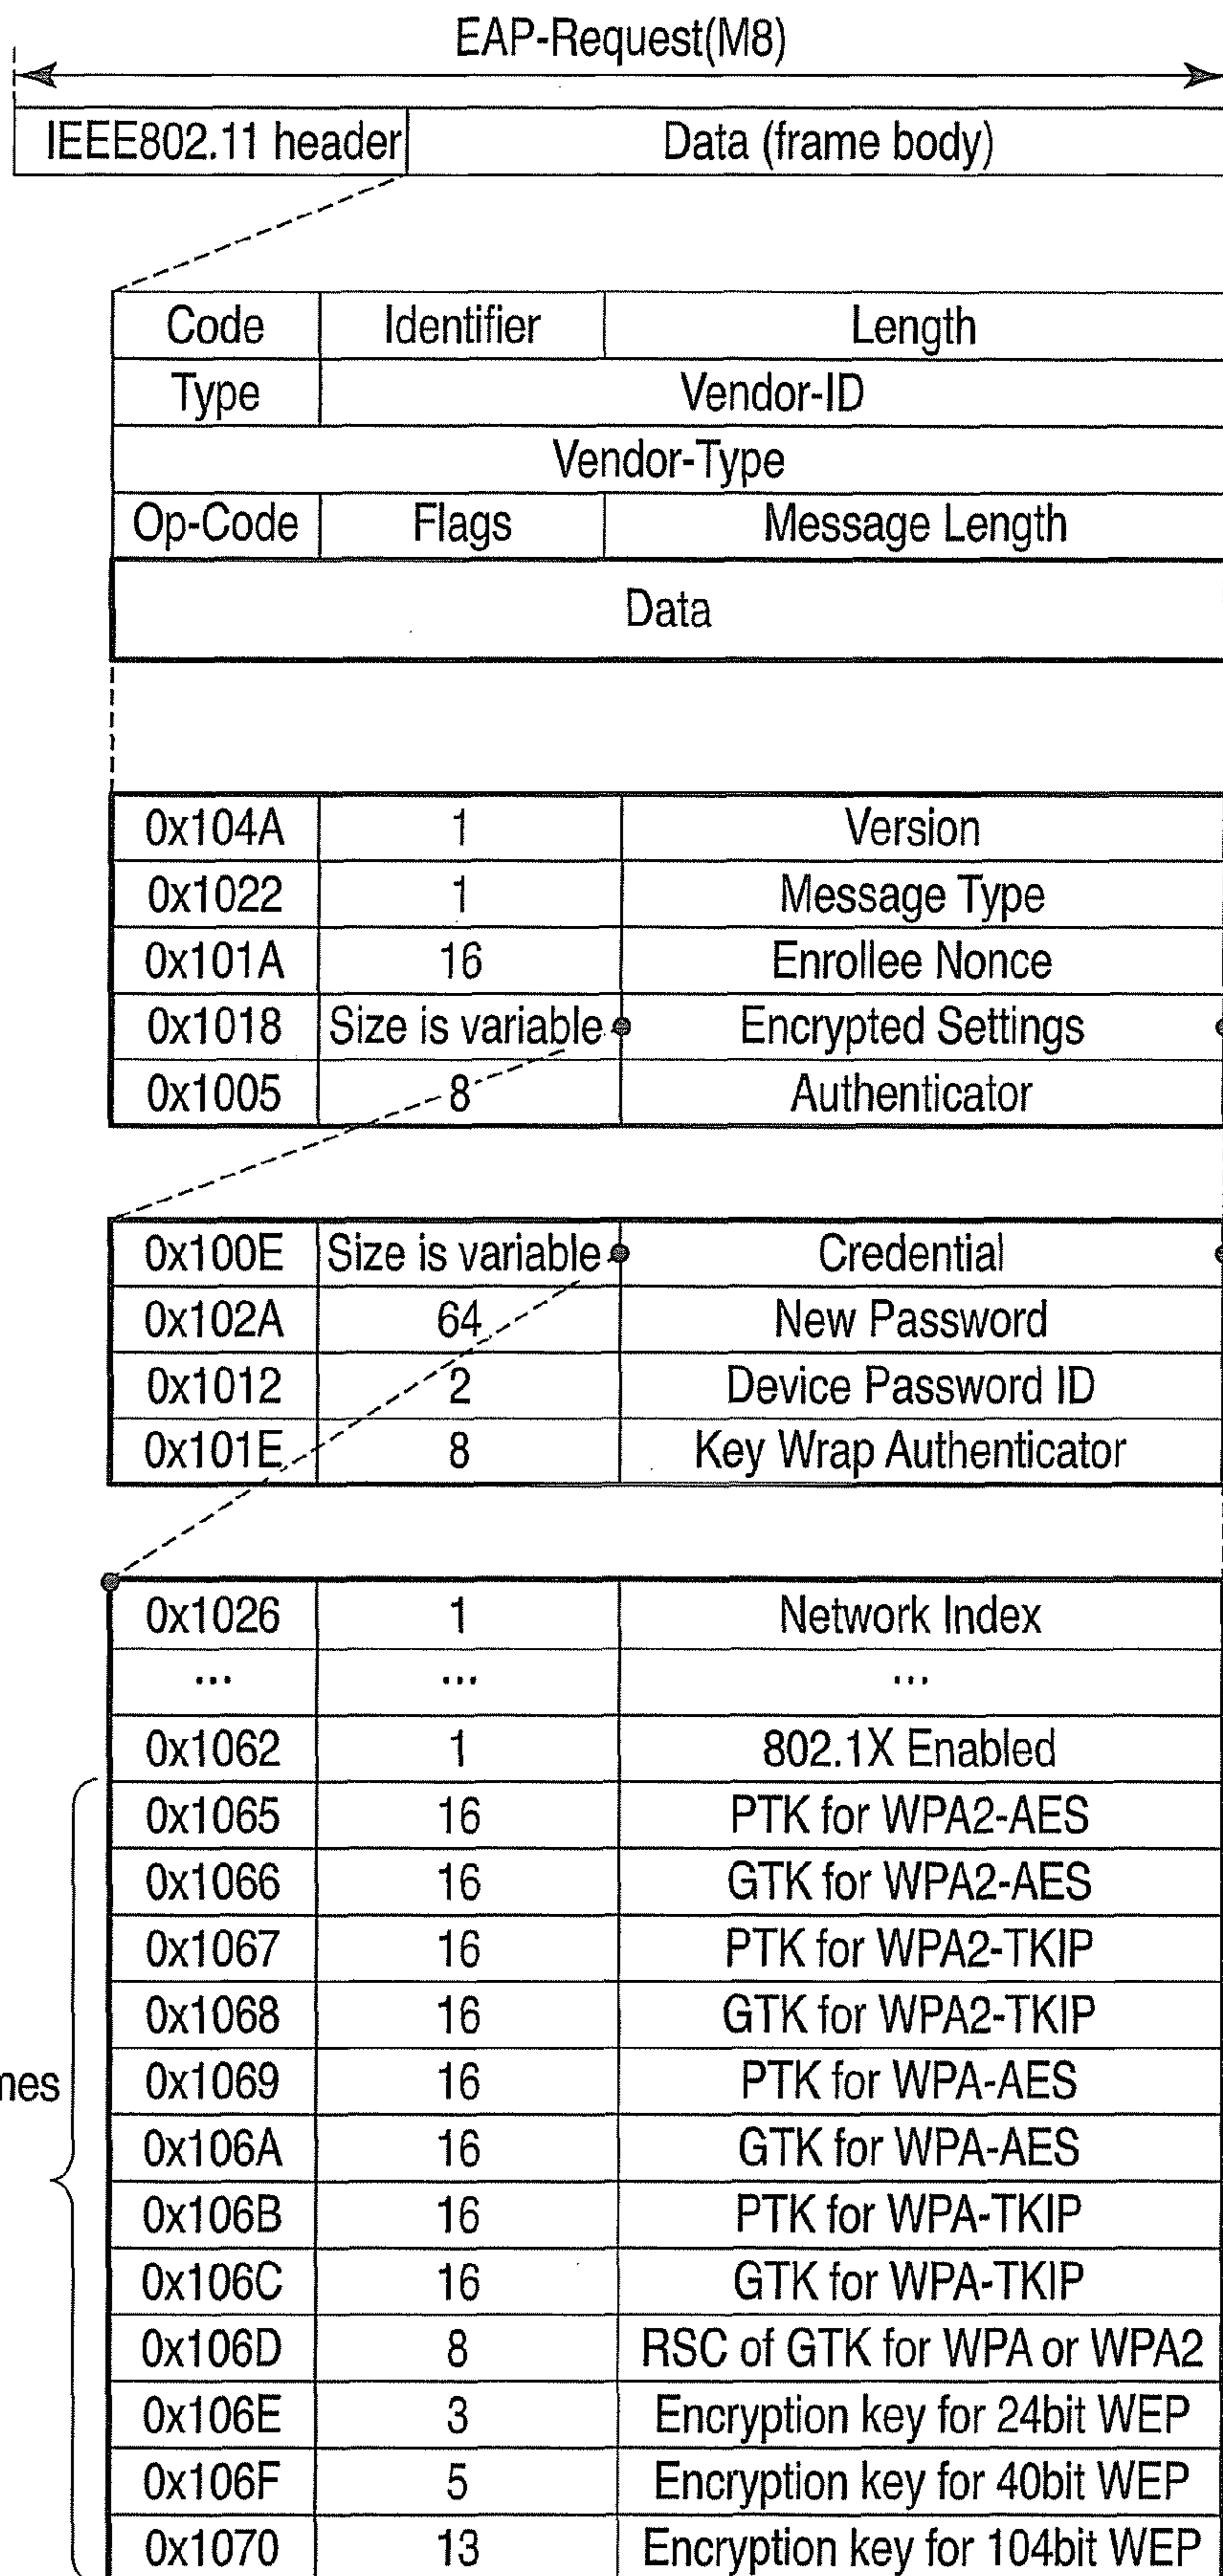 EAP-Request(M8)
IEEE802.11 header Data (frame body)
Code Identifier Length
Type Vendor-ID
Vendor-Type
Op-Code Flags Message Length
Data
0x104A 1 Version
0x1022 1 Message Type
0x101A 16 Enrollee Nonce
0x1018 Size is variable Encrypted Settings
0x1005 8 Authenticator
0x100E Size is variable Credential
0x102A 64 New Password
0x1012 2 Device Password ID
0x101E 8 Key Wrap Authenticator
0x1026 1 Network Index
... ... ...
0x1062 1 802.1X Enabled
0x1065 16 PTK for WPA2-AES
0x1066 16 GTK for WPA2-AES
0x1067 16 PTK for WPA2-TKIP
0x1068 16 GTK for WPA2-TKIP
0x1069 16 PTK for WPA-AES
0x106A 16 GTK for WPA-AES
0x106B 16 PTK for WPA-TKIP
0x106C 16 GTK for WPA-TKIP
0x106D 8 RSC of GTK for WPA or WPA2
0x106E 3 Encryption key for 24bit WEP
0x106F 5 Encryption key for 40bit WEP
0x1070 13 Encryption key for 104bit WEP